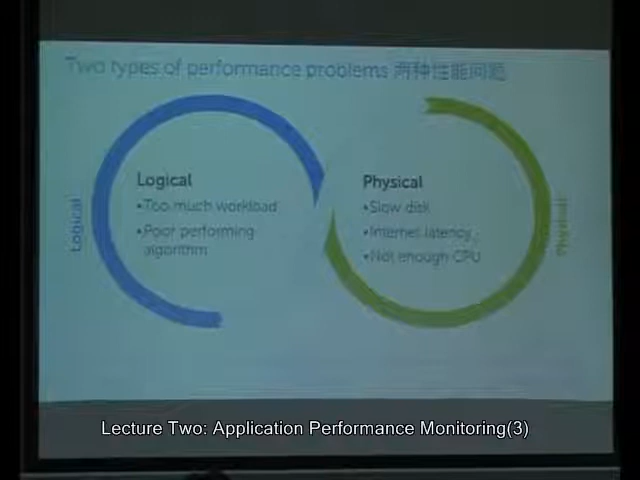 Two types of performance problems 两种性能问题
Logical
Logical
•Too much workload
•Poor performing
algorithm
Physical
•Slow disk
•Internet latency
•Not enough CPU
Physical
Lecture Two: Application Performance Monitoring(3)